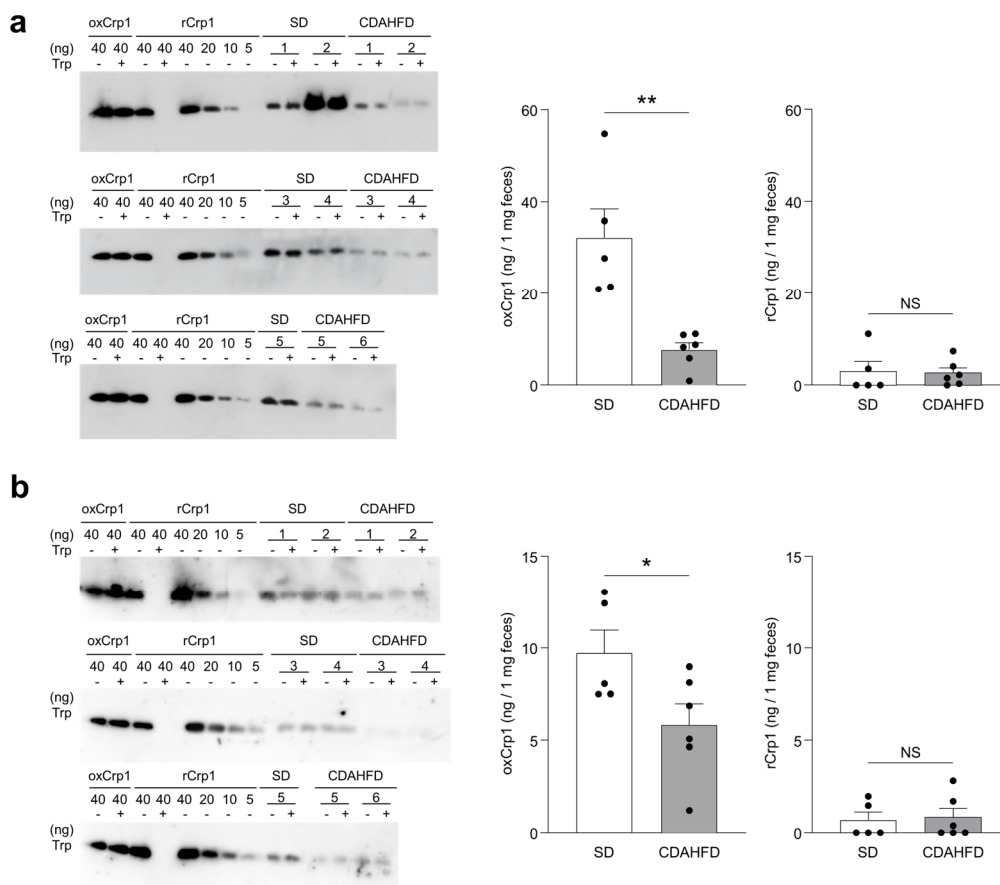 a
oxCrp1 rCrp1 SD CDAHFD
(ng) 40 40 40 40 40 20 10 5 1 2 1 2
Trp - + - + - - - - - + - + - + - +
oxCrp1 rCrp1 SD CDAHFD
(ng) 40 40 40 40 40 20 10 5 3 4 3 4
Trp - + - + - - - - - + - + - + - +
oxCrp1 rCrp1 SD CDAHFD
(ng) 40 40 40 40 40 20 10 5 5 5 6
Trp - + - + - - - - - + - + - +
60
40
20
0
oxCrp1 (ng / 1 mg feces)
**
SD CDAHFD
60
40
20
0
rCrp1 (ng / 1 mg feces)
NS
SD CDAHFD
b
oxCrp1 rCrp1 SD CDAHFD
(ng) 40 40 40 40 40 20 10 5 1 2 1 2
Trp - + - + - - - - - + - + - + - +
oxCrp1 rCrp1 SD CDAHFD
40 40 40 40 40 20 10 5 3 4 3 4
- + - + - - - - - + - + - + - +
(ng)
Trp
oxCrp1 rCrp1 SD CDAHFD
40 40 40 40 40 20 10 5 5 5 6
- + - + - - - - - + - + - +
(ng)
Trp
15
10
5
0
oxCrp1 (ng / 1 mg feces)
*
SD CDAHFD
15
10
5
0
rCrp1 (ng / 1 mg feces)
NS
SD CDAHFD